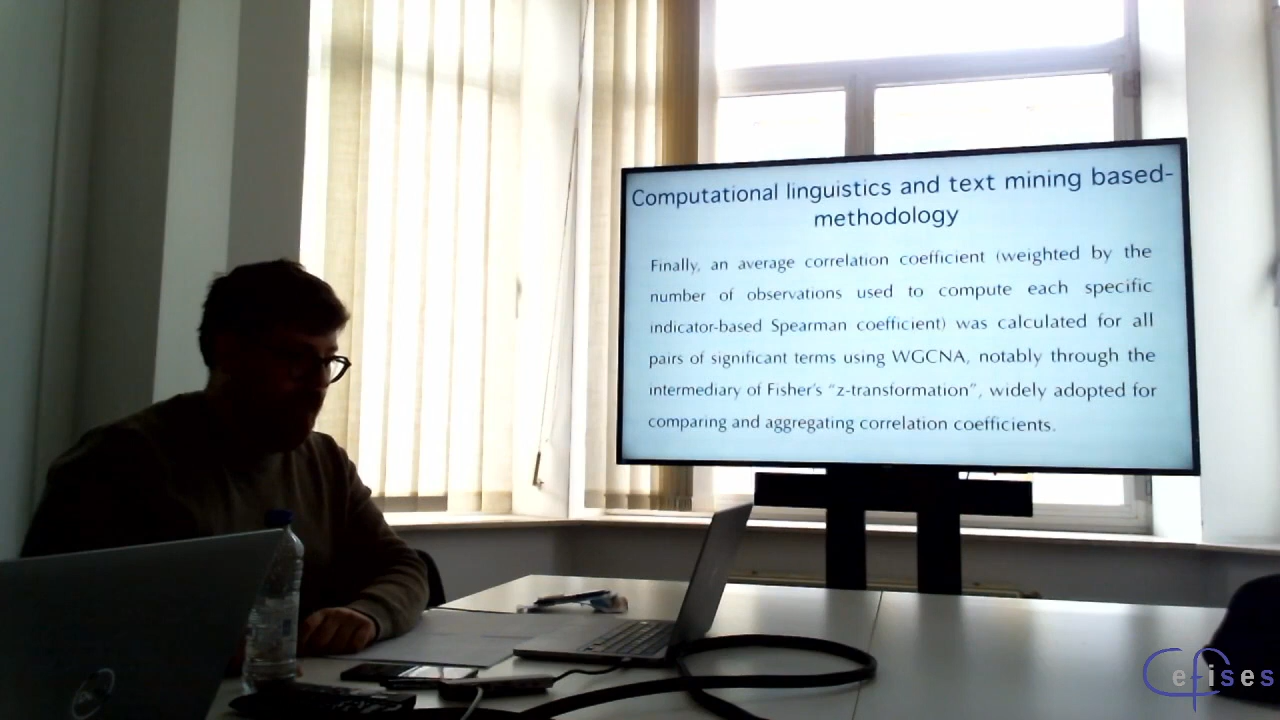 Computational linguistics and text mining based-
methodology
Finally, an average correlation coefficient (weighted by the
number of observations used to compute each specific
indicator-based Spearman coefficient) was calculated for all
pairs of significant terms using WGCNA, notably through the
intermediary of Fisher's "z-transformation", widely adopted for
comparing and aggregating correlation coefficients.
DELL
Cefises